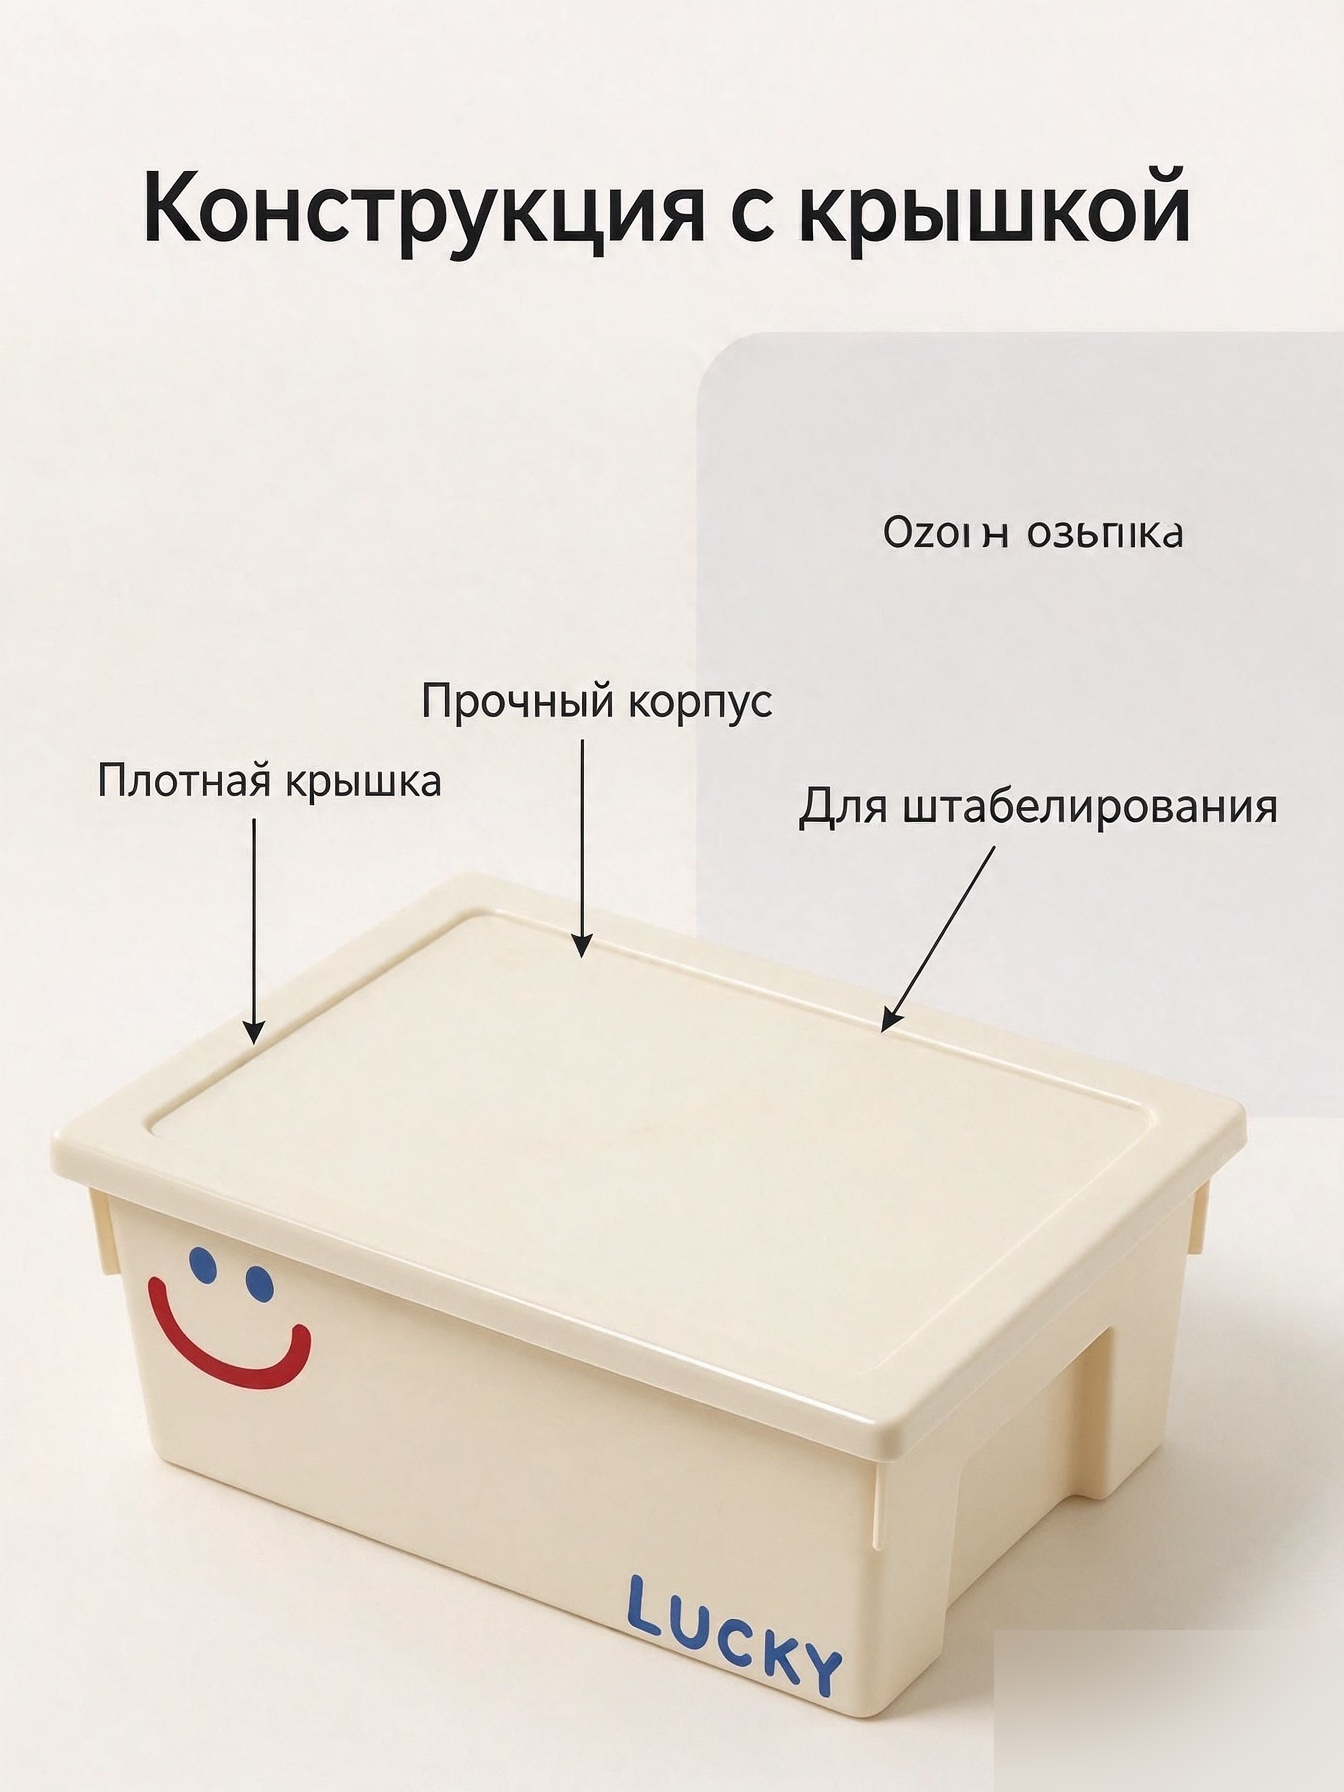 Конструкция с крышкой
Прочный корпус
Плотная крышка
Для штабелирования
LUCKY